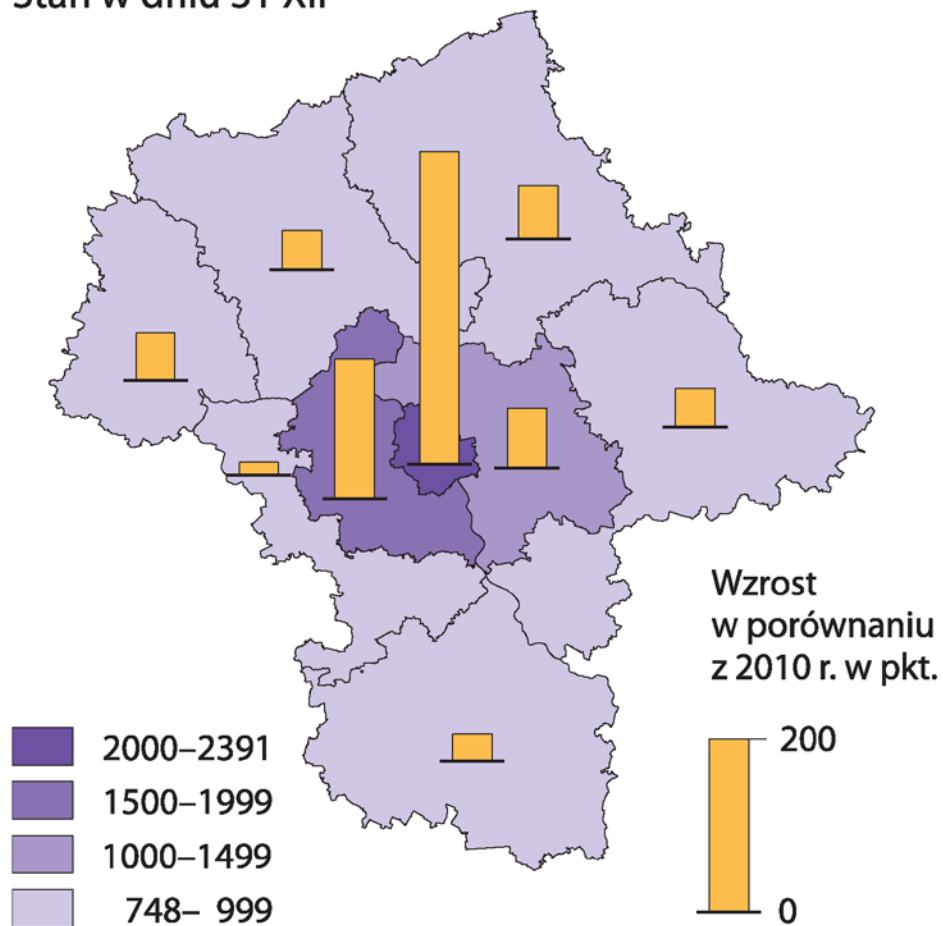 Stan w dniu 31 XII
Wzrost
w porównaniu
z 2010 r. w pkt.
200
0
2000–2391
1500–1999
1000–1499
748– 999